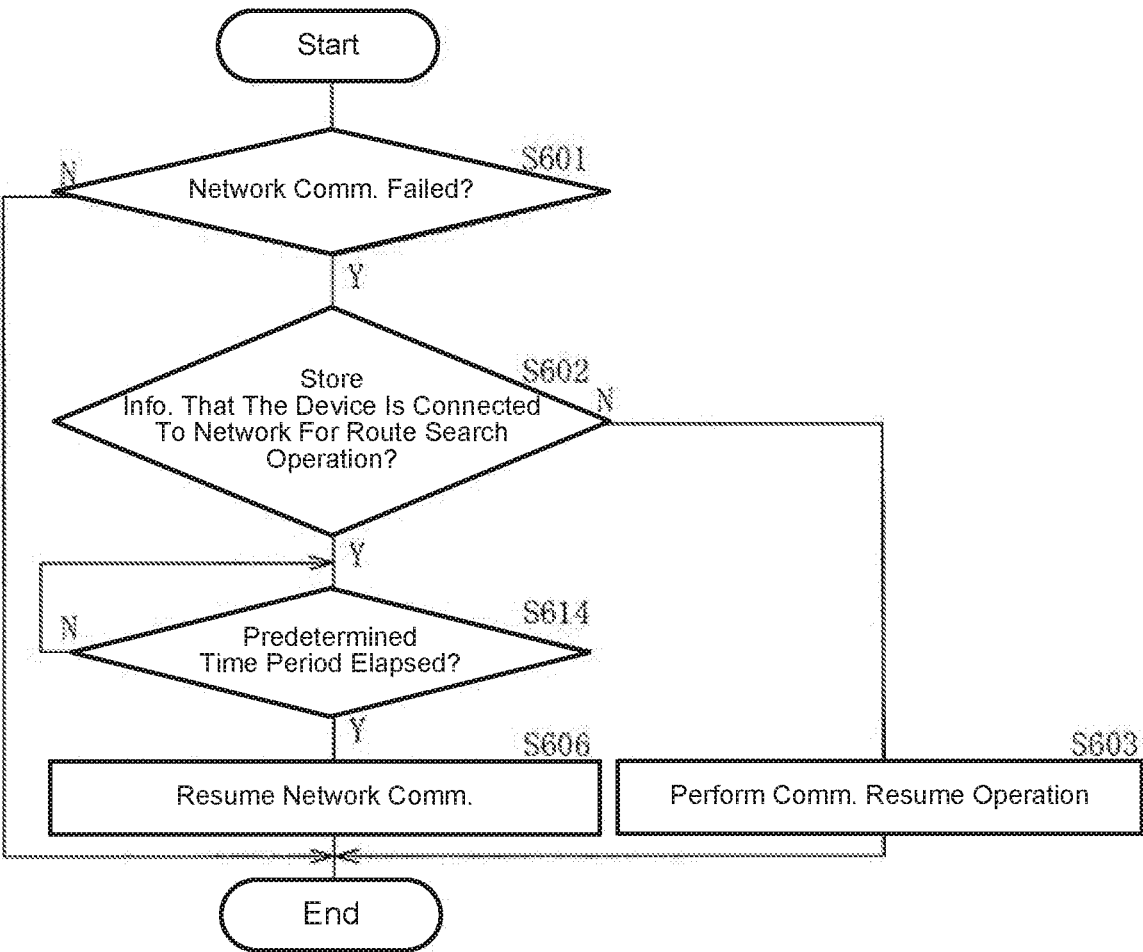 Start
S601
N
Network Comm. Failed?
Y
S602
Store
N
Info. That The Device Is Connected
To Network For Route Search
Operation?
Y
S614
N
Predetermined
Time Period Elapsed?
Y
S606
S603
Resume Network Comm.
Perform Comm. Resume Operation
End